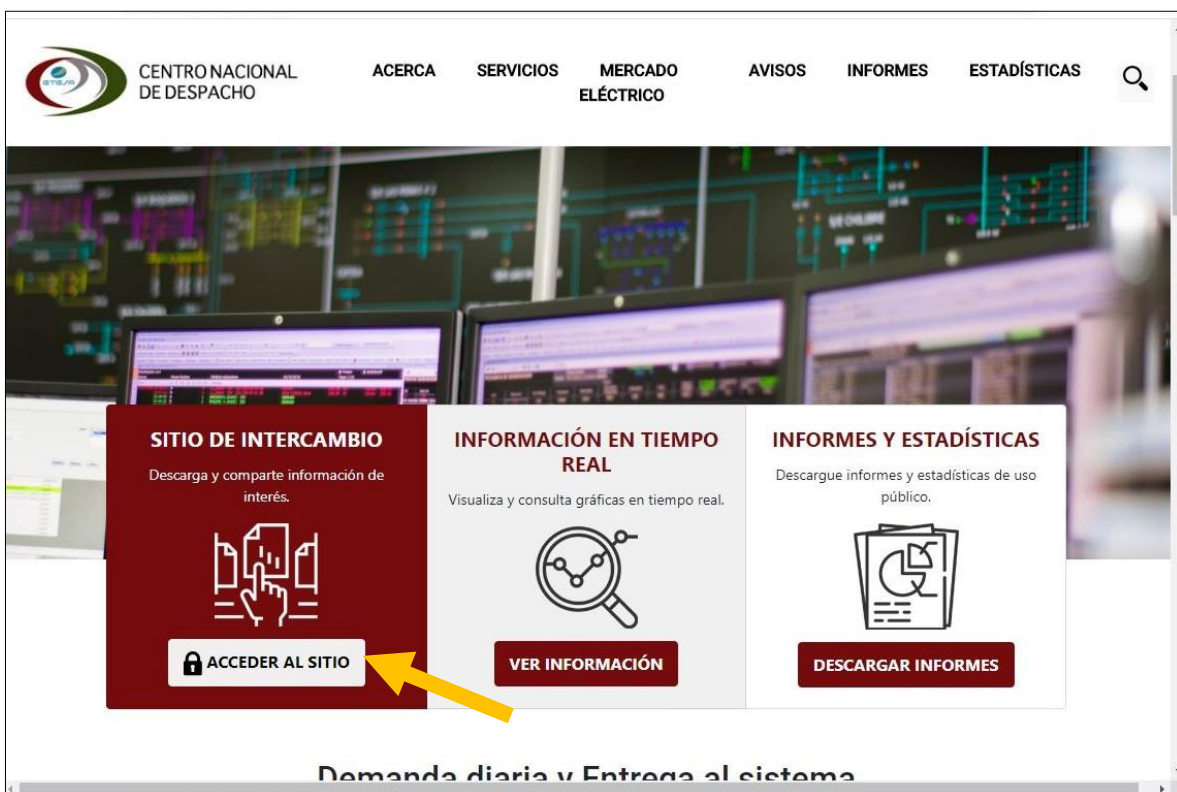 etesa
CENTRO NACIONAL
DE DESPACHO
ACERCA
SERVICIOS
MERCADO
ELÉCTRICO
AVISOS
INFORMES
ESTADÍSTICAS
SITIO DE INTERCAMBIO
Descarga y comparte información de
interés.
ACCEDER AL SITIO
INFORMACIÓN EN TIEMPO
REAL
Visualiza y consulta gráficas en tiempo real.
VER INFORMACIÓN
INFORMES Y ESTADÍSTICAS
Descargue informes y estadísticas de uso
público.
DESCARGAR INFORMES
Demanda diaria y Entrega al sistema